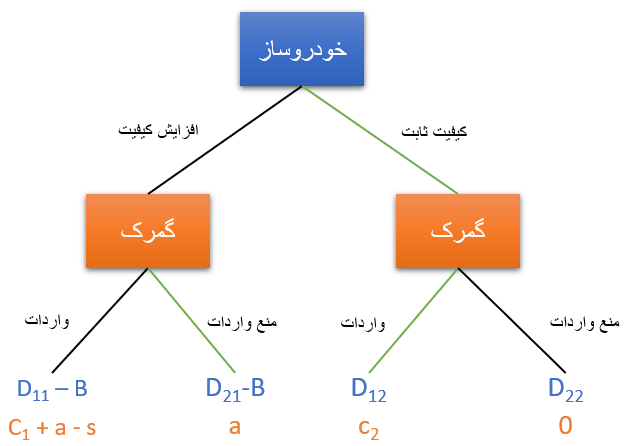 خودروساز
افزایش کیفیت
کیفیت ثابت
گمرک
گمرک
واردات
منع واردات
واردات
منع واردات
D₁₁ – B
D₂₁-B
D₁₂
D₂₂
C₁ + a - s
a
c₂
0